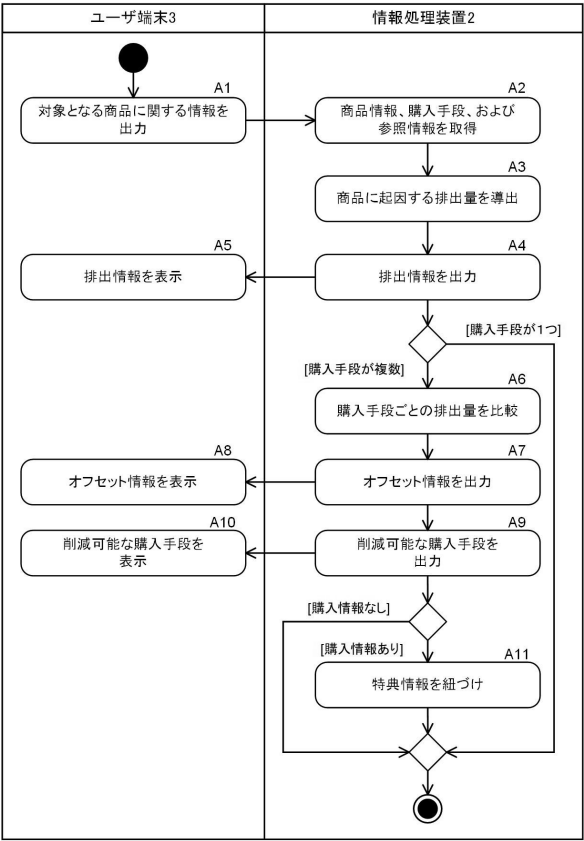 ユーザ端末3
情報処理装置2
A1
対象となる商品に関する情報を
出力
A2
商品情報、購入手段、および
参照情報を取得
A3
商品に起因する排出量を導出
A5
排出情報を表示
A4
排出情報を出力
[購入手段が1つ]
[購入手段が複数]
A6
購入手段ごとの排出量を比較
A8
オフセット情報を表示
A7
オフセット情報を出力
A10
削減可能な購入手段を
表示
A9
削減可能な購入手段を
出力
[購入情報なし]
[購入情報あり]
A11
特典情報を紐づけ